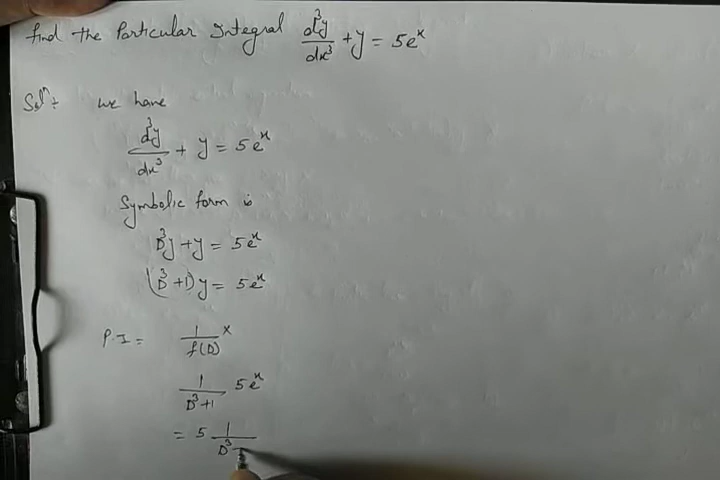 find the Particular Integral d³y/dx³ + y = 5eˣ
Solⁿ: we have
d³y/dx³ + y = 5eˣ
Symbolic form is
D³y + y = 5eˣ
(D³+1)y = 5eˣ
P.I = 1/f(D) X
1/D³+1 5eˣ
= 5 1/D³